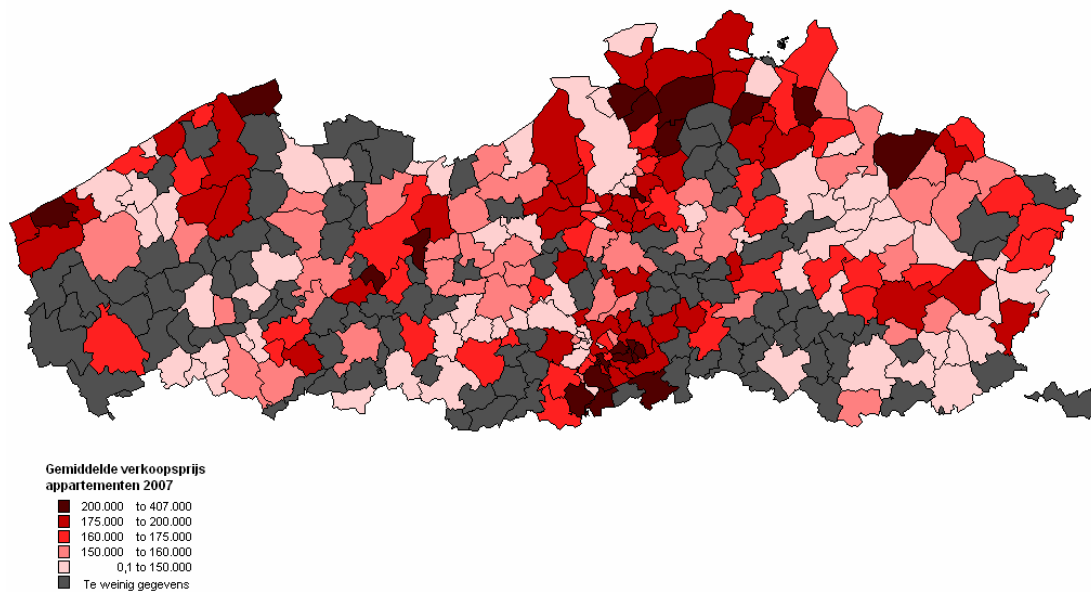 Gemiddelde verkoopsprijs
appartementen 2007
200.000 to 407.000
175.000 to 200.000
160.000 to 175.000
150.000 to 160.000
0,1 to 150.000
Te weinig gegevens